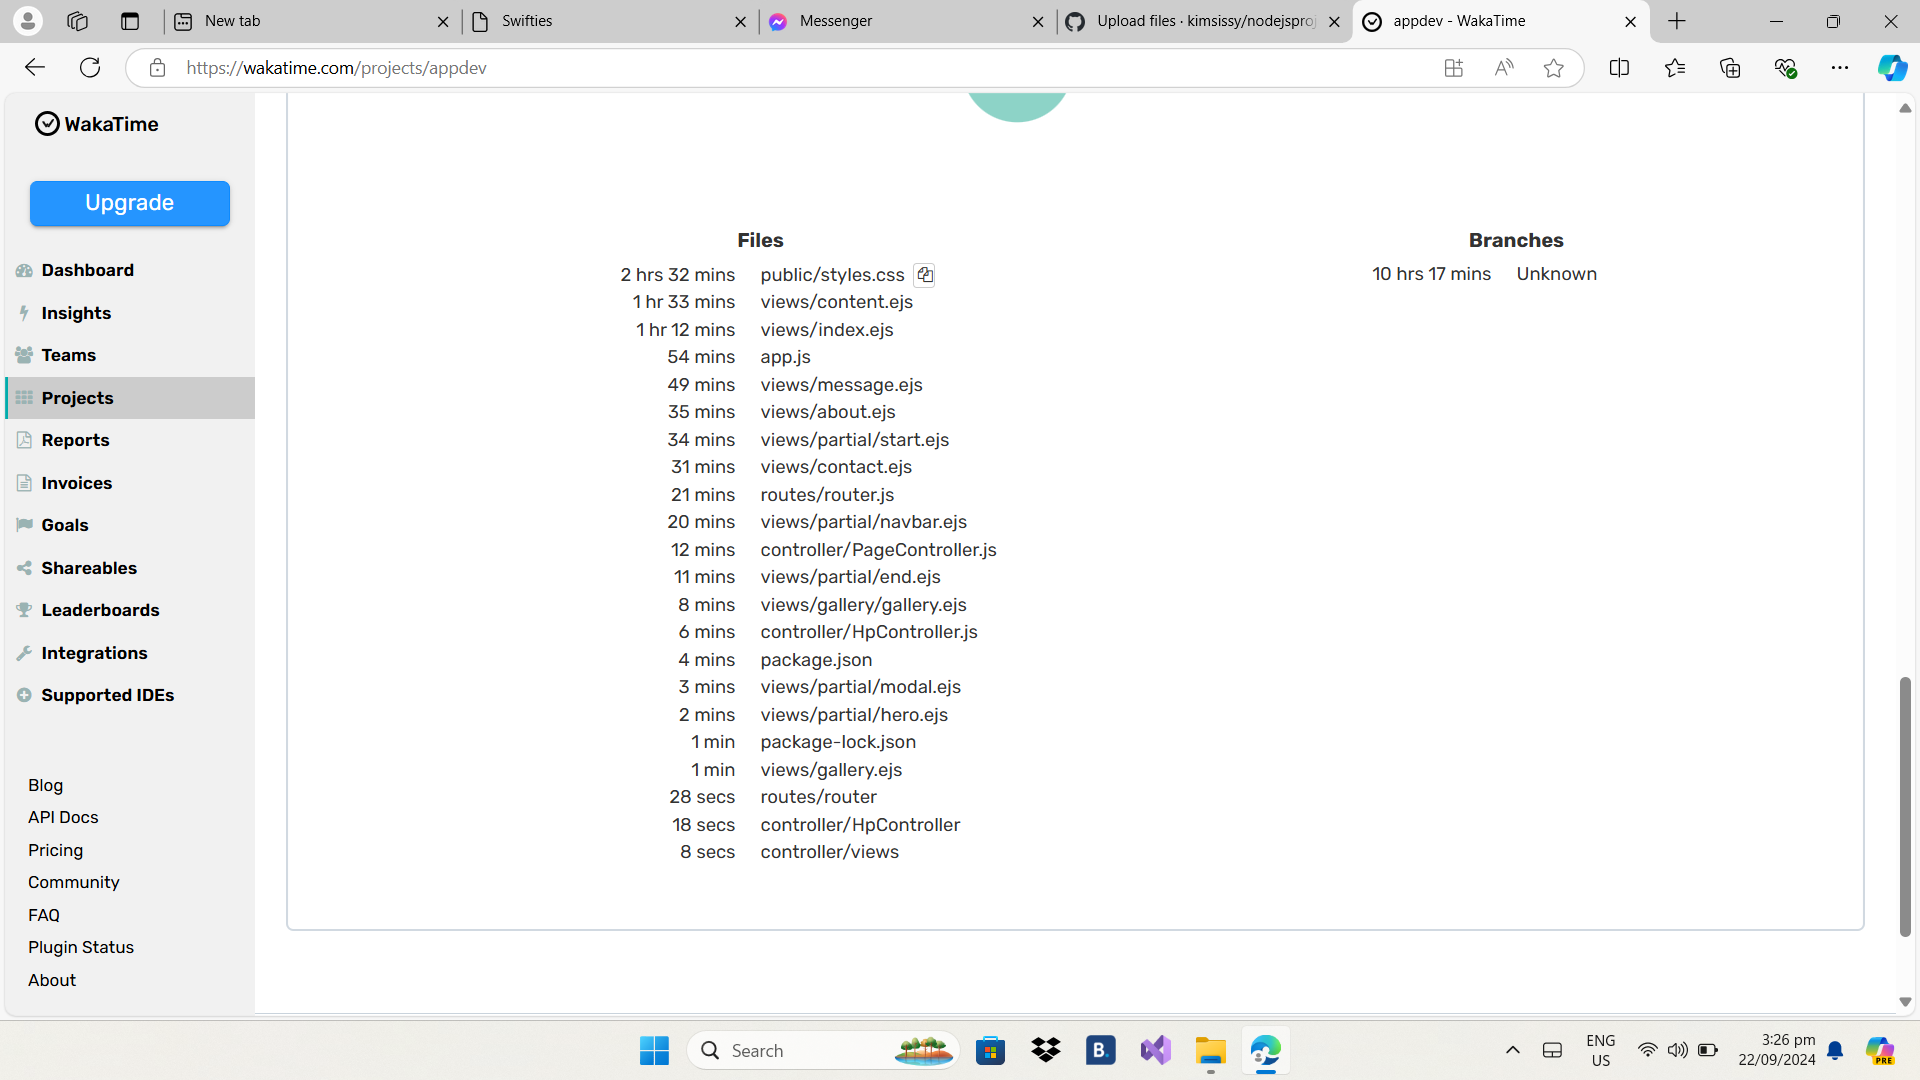 New tab
Swifties
Messenger
Upload files · kimsissy/nodejsproj
appdev - WakaTime
https://wakatime.com/projects/appdev
WakaTime
Upgrade
Dashboard
Insights
Teams
Projects
Reports
Invoices
Goals
Shareables
Leaderboards
Integrations
Supported IDEs
Blog
API Docs
Pricing
Community
FAQ
Plugin Status
About
Files
2 hrs 32 mins public/styles.css
1 hr 33 mins views/content.ejs
1 hr 12 mins views/index.ejs
54 mins app.js
49 mins views/message.ejs
35 mins views/about.ejs
34 mins views/partial/start.ejs
31 mins views/contact.ejs
21 mins routes/router.js
20 mins views/partial/navbar.ejs
12 mins controller/PageController.js
11 mins views/partial/end.ejs
8 mins views/gallery/gallery.ejs
6 mins controller/HpController.js
4 mins package.json
3 mins views/partial/modal.ejs
2 mins views/partial/hero.ejs
1 min package-lock.json
1 min views/gallery.ejs
28 secs routes/router
18 secs controller/HpController
8 secs controller/views
Branches
10 hrs 17 mins Unknown
Search
B.
ENG
US
3:26 pm
22/09/2024
PRE